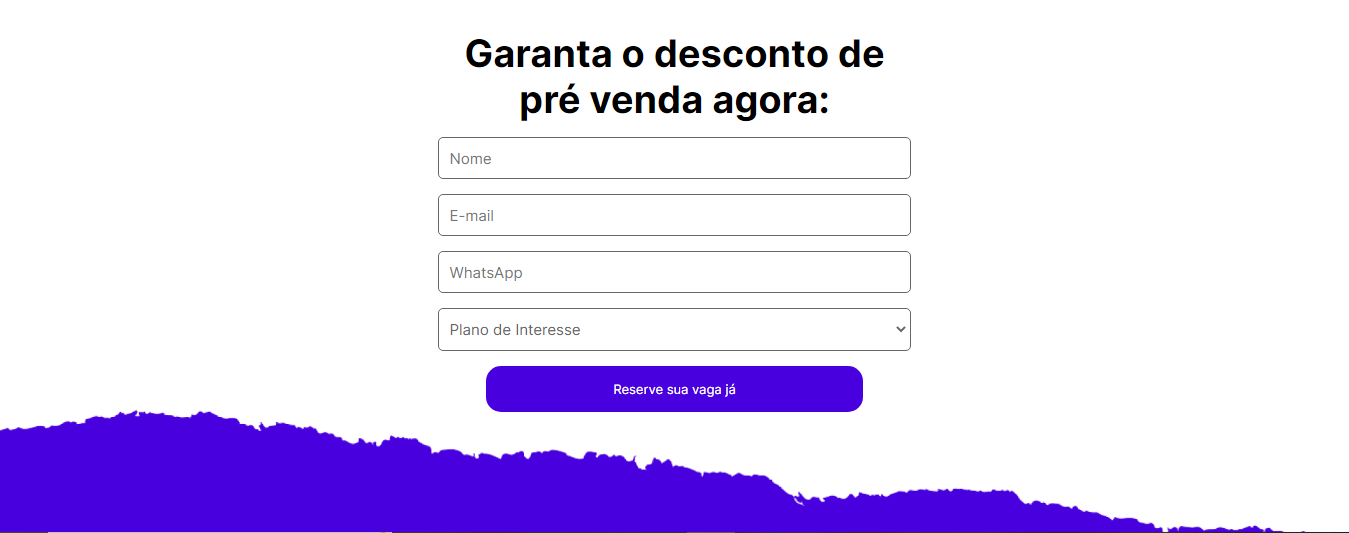 Garanta o desconto de
pré venda agora:
Nome
E-mail
WhatsApp
Plano de Interesse
Reserve sua vaga já